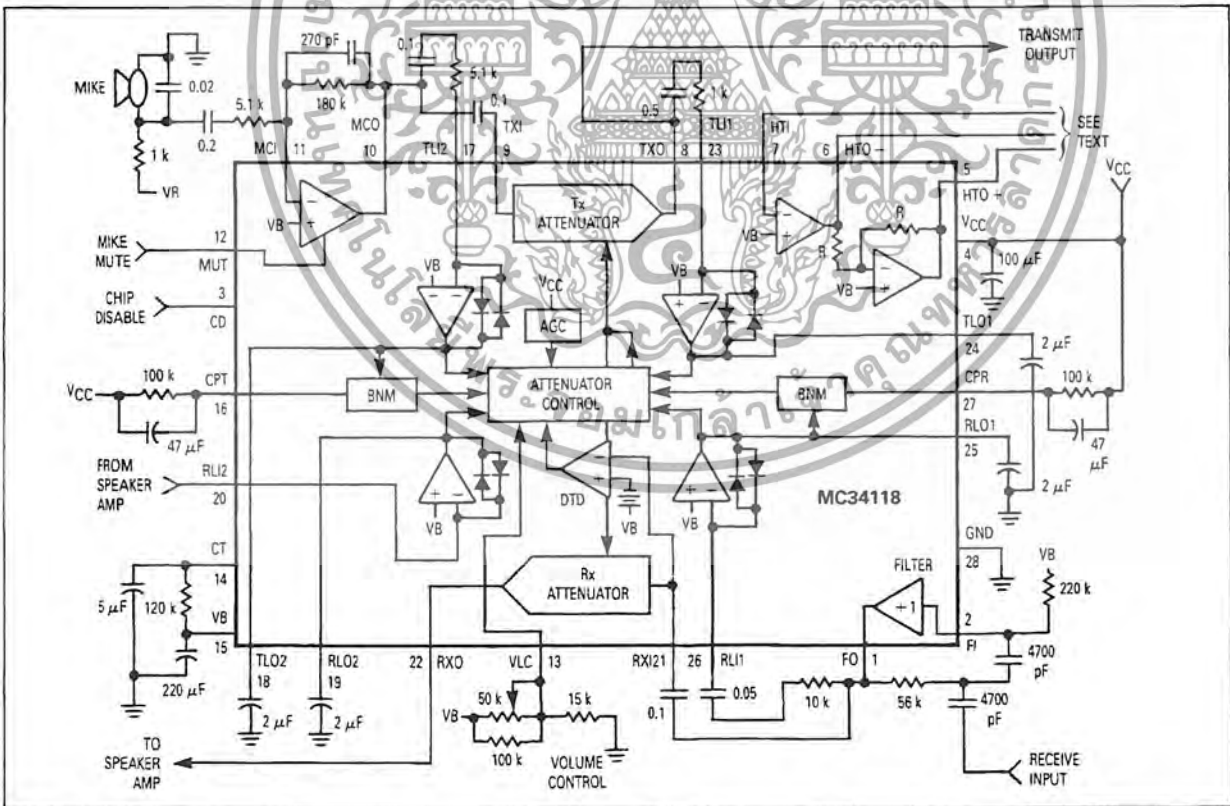 270 pF
0.1
TRANSMIT
OUTPUT
MIKE
0.02
180 k
5.1 k
0.1
0.5
1 k
5.1 k
MCO
TXI
TLI1
HTI
SEE
TEXT
0.2
MCI
11
10
TLI2
17
9
TXO
8
23
7
6
HTO –
5
HTO +
VCC
1 k
VR
Tx
ATTENUATOR
R
R
VB
VB
VB
VCC
4
100 μF
MIKE
MUTE
12
MUT
CHIP
DISABLE
3
CD
VB
VCC
AGC
VB
TLO1
24
2 μF
VCC
100 k
CPT
16
BNM
ATTENUATOR
CONTROL
BNM
CPR
27
100 k
47 μF
47
μF
RLO1
25
FROM
SPEAKER
AMP
RLI2
20
DTD
MC34118
2 μF
VB
VB
VB
GND
28
CT
14
Rx
ATTENUATOR
FILTER
VB
220 k
5 μF
120 k
+1
VB
15
2
FI
TLO2
18
RLO2
19
22
RXO
VLC
13
RXI21
26
RLI1
FO
1
4700
pF
220 μF
0.05
50 k
15 k
0.1
10 k
56 k
4700
pF
2 μF
2 μF
VB
100 k
TO
SPEAKER
AMP
VOLUME
CONTROL
RECEIVE
INPUT